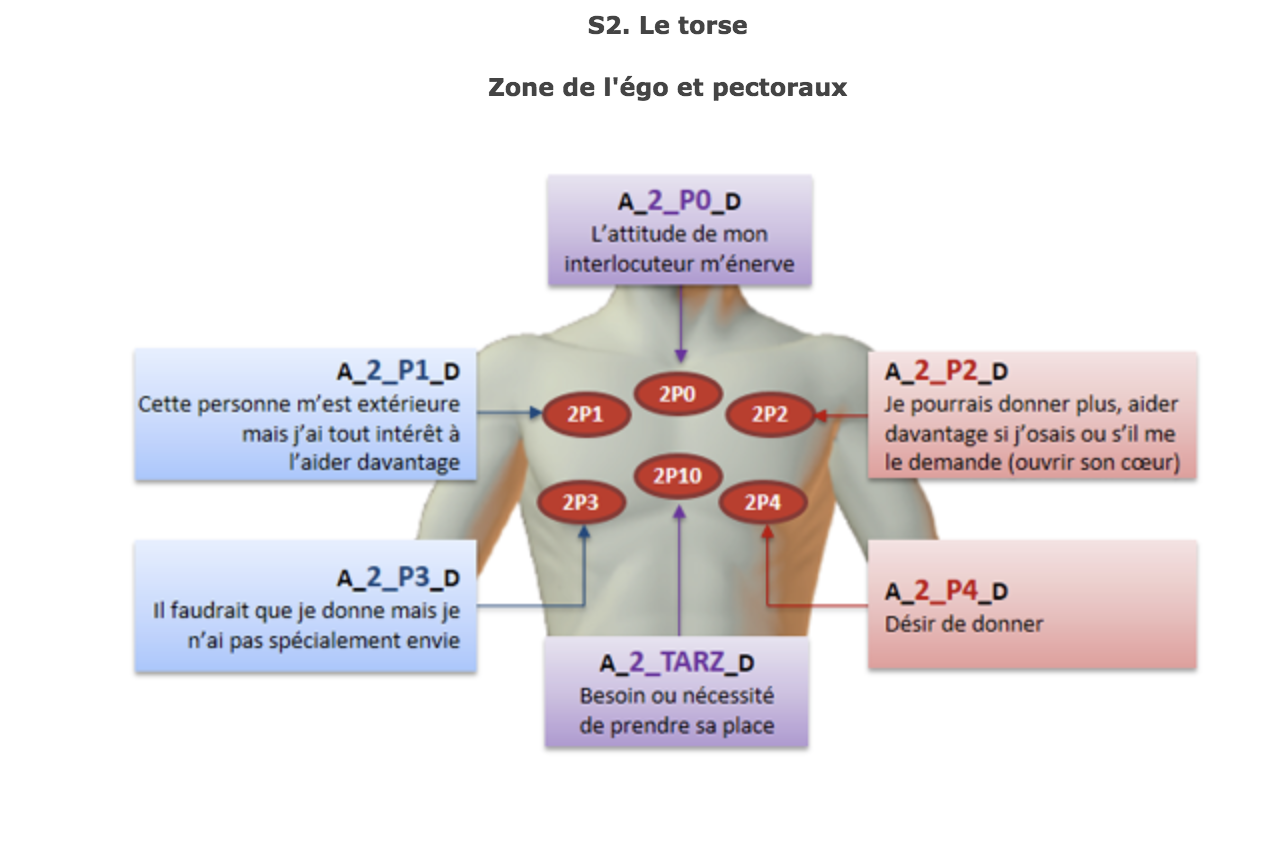 S2. Le torse
Zone de l'égo et pectoraux
A_2_P0_D
L’attitude de mon
interlocuteur m’énerve
A_2_P1_D
Cette personne m’est extérieure
mais j’ai tout intérêt à
l’aider davantage
A_2_P2_D
Je pourrais donner plus, aider
davantage si j’osais ou s’il me
le demande (ouvrir son cœur)
2P0
2P1
2P2
2P10
2P3
2P4
A_2_P3_D
Il faudrait que je donne mais je
n’ai pas spécialement envie
A_2_P4_D
Désir de donner
A_2_TARZ_D
Besoin ou nécessité
de prendre sa place